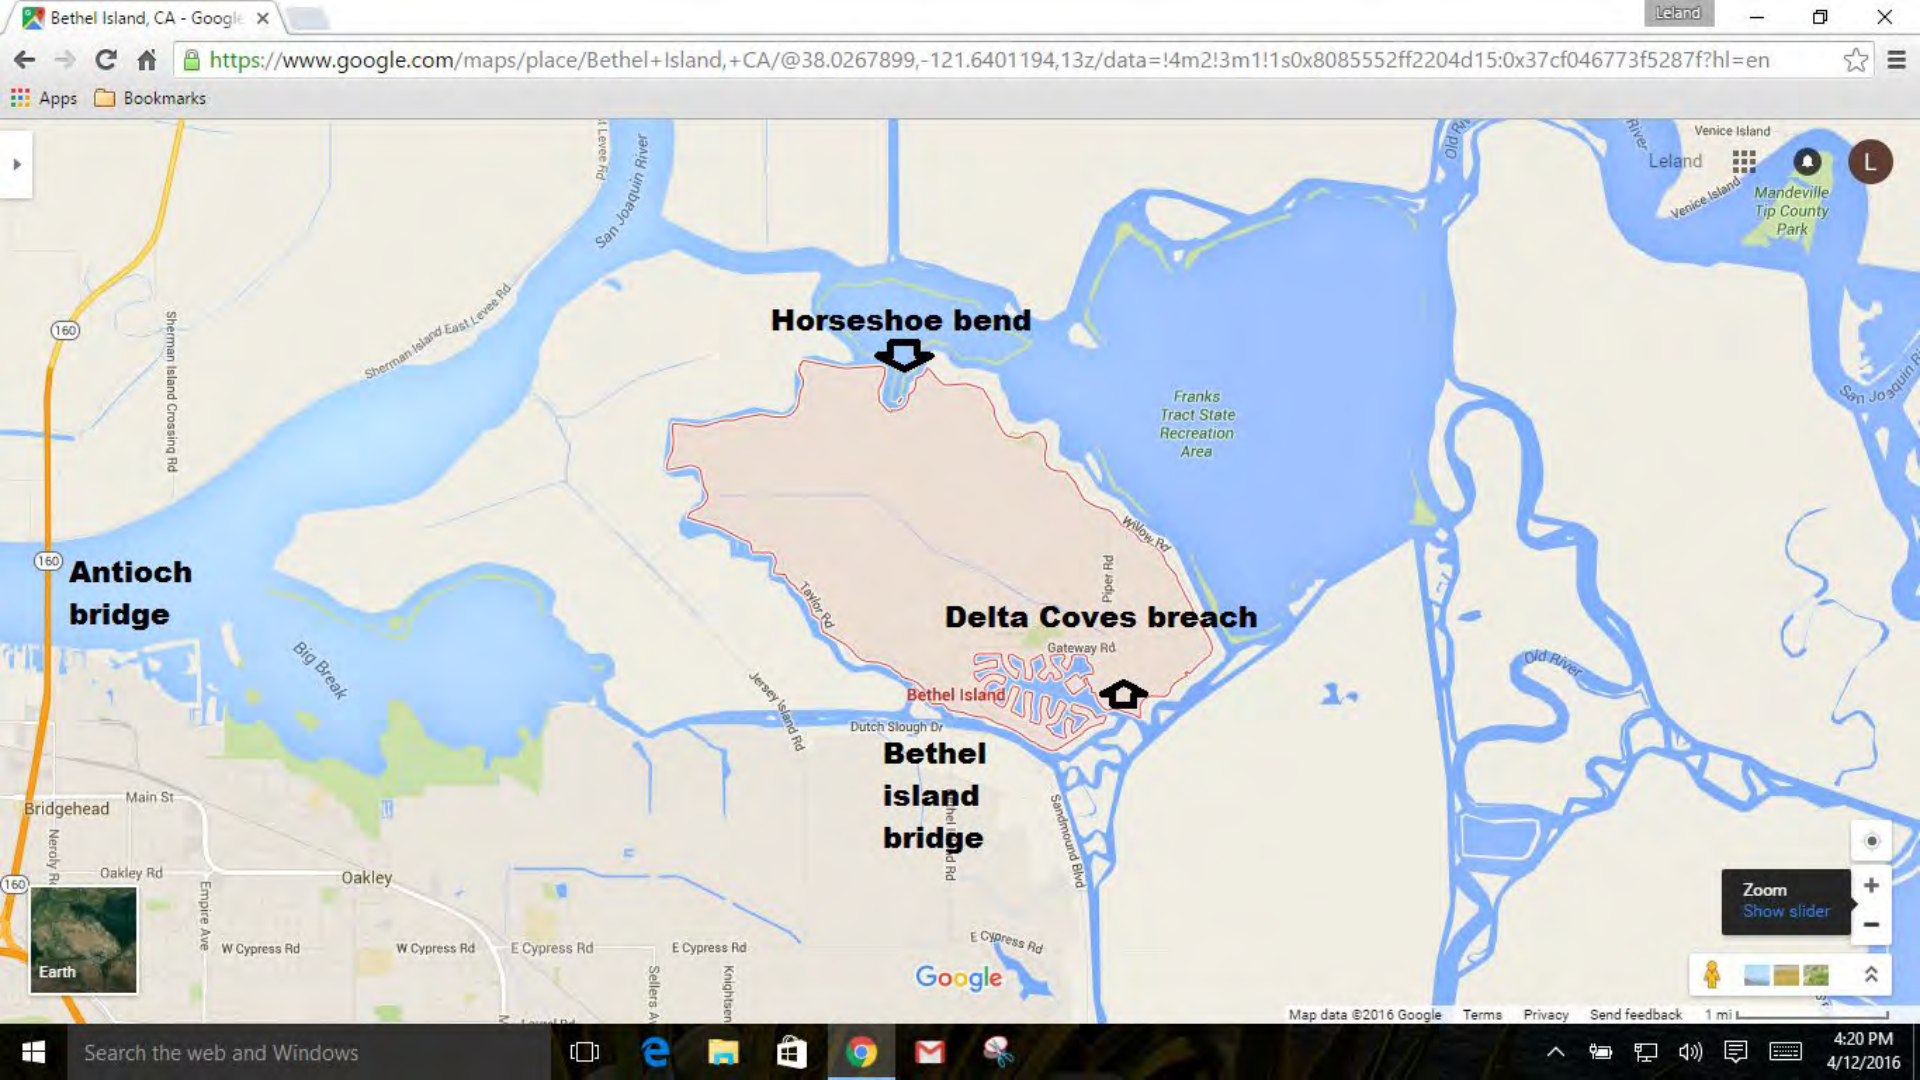 Bethel Island, CA - Google
Leland
https://www.google.com/maps/place/Bethel+Island,+CA/@38.0267899,-121.6401194,13z/data=!4m2!3m1!1s0x8085552ff2204d15:0x37cf046773f5287f?hl=en
Apps
Bookmarks
t Levee Rd
San Joaquin River
Old Riv
River
Venice Island
Leland
L
Venice Island
Mandeville
Tip County
Park
160
Sherman Island Crossing Rd
Sherman Island East Levee Rd
Horseshoe bend
Franks
Tract State
Recreation
Area
San Joaquin R
160
Antioch
bridge
Willow Rd
Piper Rd
Taylor Rd
Delta Coves breach
Gateway Rd
Big Break
Old River
Bethel Island
Jersey Island Rd
Dutch Slough Dr
Bethel
island
bridge
Sandmound Blvd
Main St
Bridgehead
Neroly R
Oakley Rd
Oakley
160
Empire Ave
W Cypress Rd
W Cypress Rd
E Cypress Rd
E Cypress Rd
E Cypress Rd
Sellers Av
Knightsen
Earth
Google
Zoom
Show slider
Map data ©2016 Google
Terms
Privacy
Send feedback
1 mi
Search the web and Windows
4:20 PM
4/12/2016